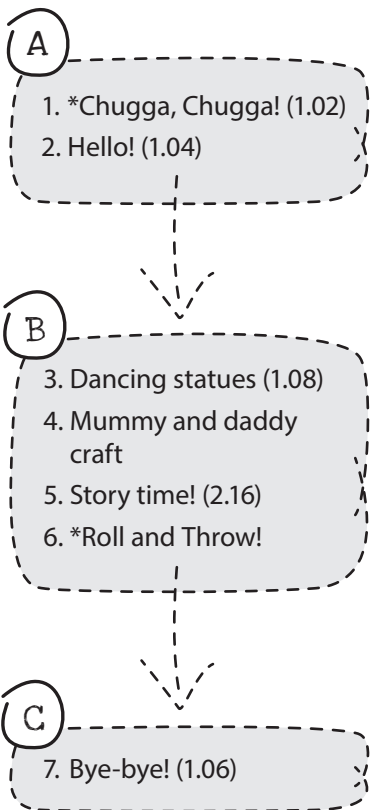 A
1. *Chugga, Chugga! (1.02)
2. Hello! (1.04)
B
3. Dancing statues (1.08)
4. Mummy and daddy
craft
5. Story time! (2.16)
6. *Roll and Throw!
C
7. Bye-bye! (1.06)